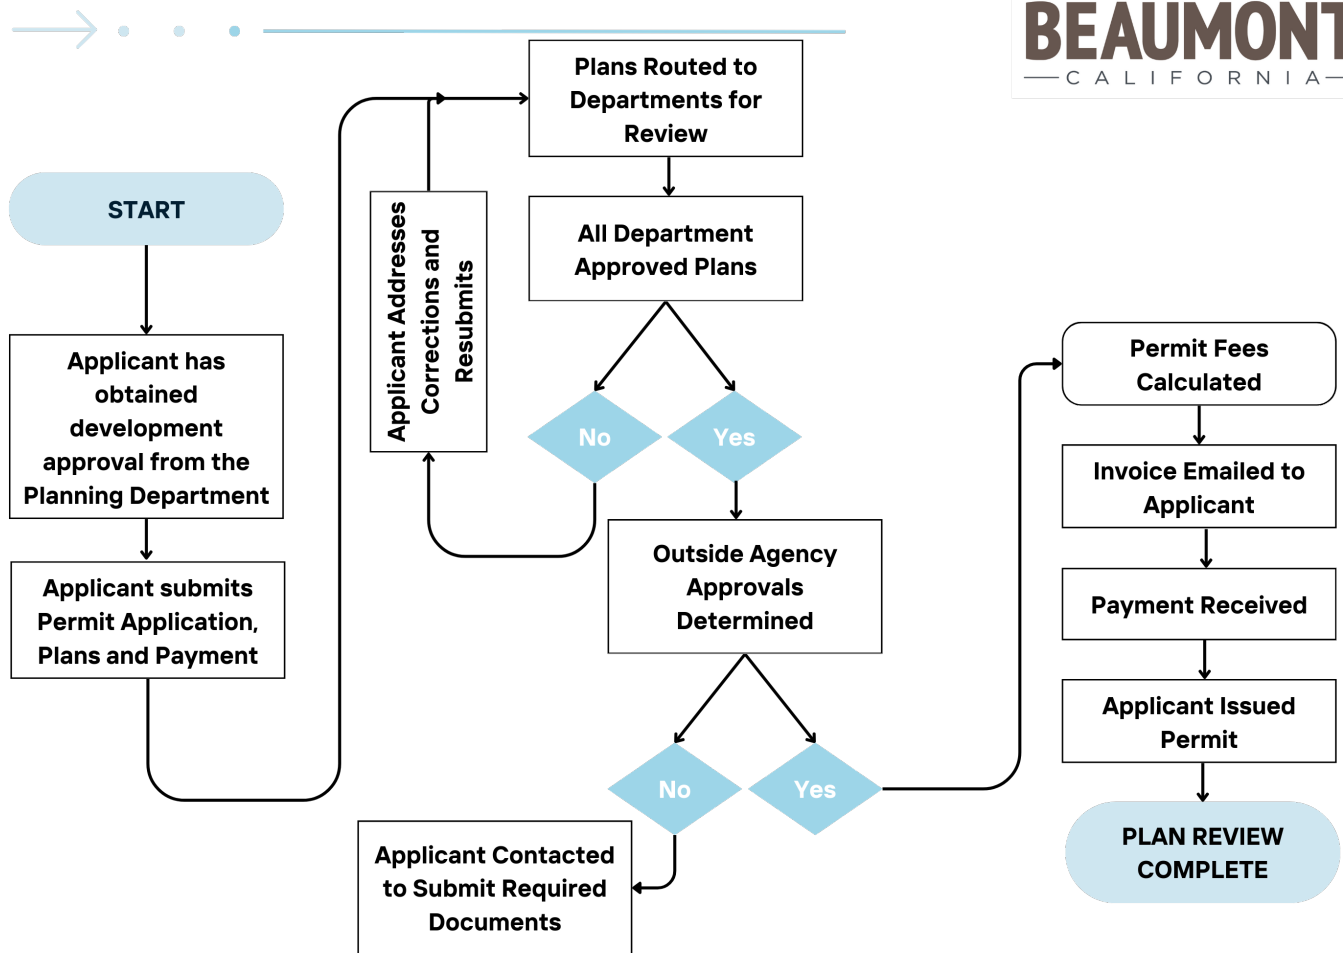 BEAUMONT
CALIFORNIA
START
Applicant has
obtained
development
approval from the
Planning Department
Applicant submits
Permit Application,
Plans and Payment
Plans Routed to
Departments for
Review
All Department
Approved Plans
Applicant Addresses
Corrections and
Resubmits
No
Yes
Outside Agency
Approvals
Determined
No
Yes
Applicant Contacted
to Submit Required
Documents
Permit Fees
Calculated
Invoice Emailed to
Applicant
Payment Received
Applicant Issued
Permit
PLAN REVIEW
COMPLETE